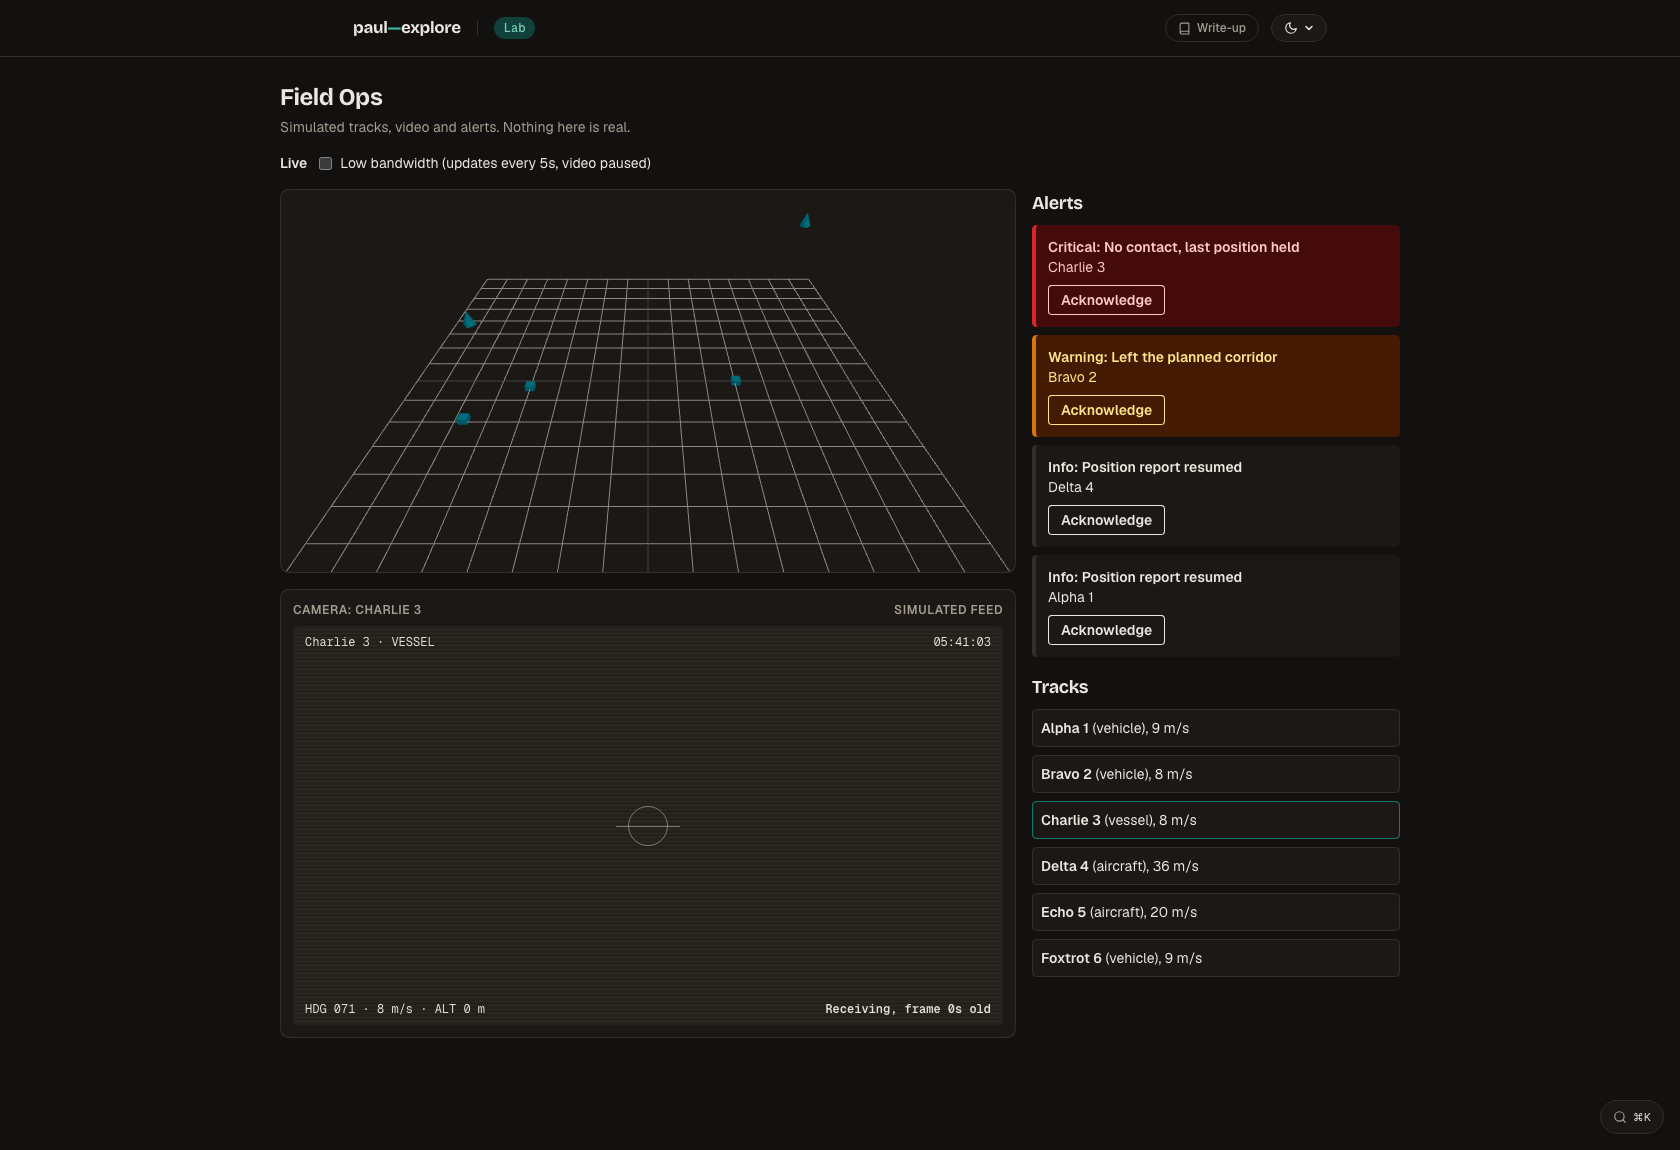 paul—explore
Lab
Write-up
Field Ops
Simulated tracks, video and alerts. Nothing here is real.
Live
Low bandwidth (updates every 5s, video paused)
Alerts
Critical: No contact, last position held
Charlie 3
Acknowledge
Warning: Left the planned corridor
Bravo 2
Acknowledge
Info: Position report resumed
Delta 4
Acknowledge
Info: Position report resumed
Alpha 1
Acknowledge
CAMERA: CHARLIE 3
SIMULATED FEED
Charlie 3 · VESSEL
05:41:03
HDG 071 · 8 m/s · ALT 0 m
Receiving, frame 0s old
Tracks
Alpha 1 (vehicle), 9 m/s
Bravo 2 (vehicle), 8 m/s
Charlie 3 (vessel), 8 m/s
Delta 4 (aircraft), 36 m/s
Echo 5 (aircraft), 20 m/s
Foxtrot 6 (vehicle), 9 m/s
⌘K